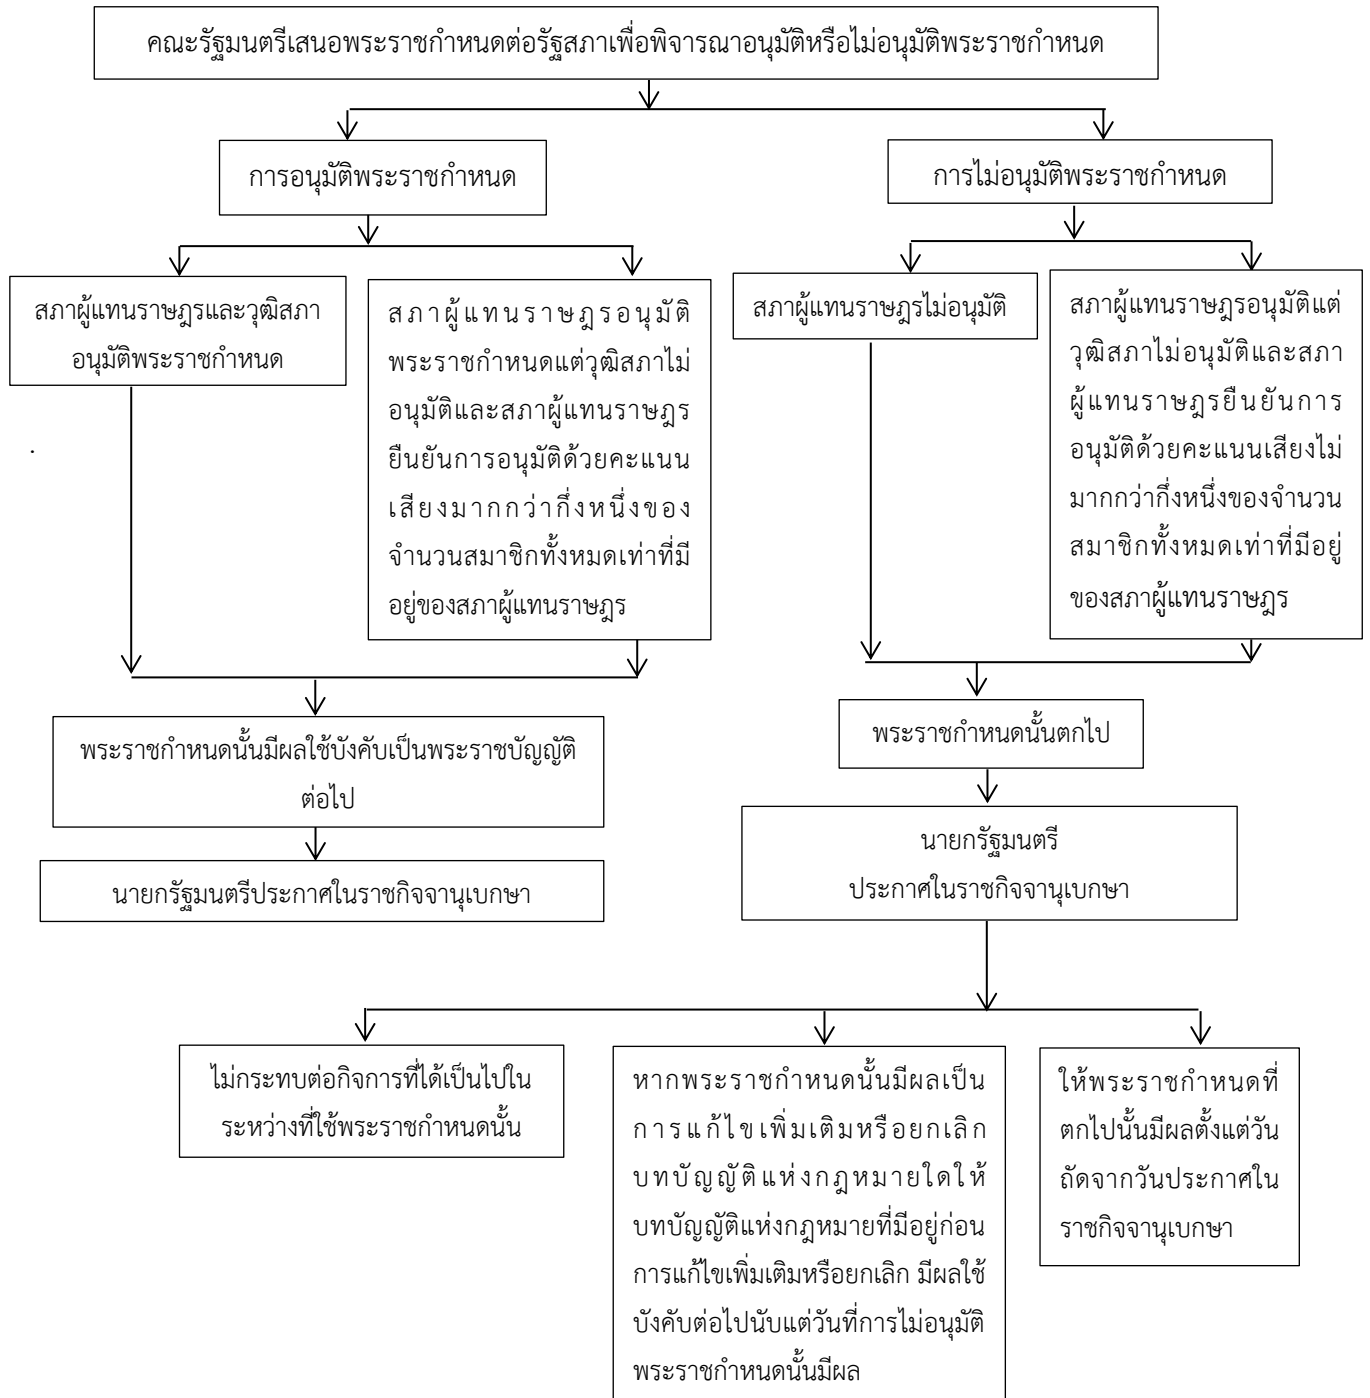 คณะรัฐมนตรีเสนอพระราชกำหนดต่อรัฐสภาเพื่อพิจารณาอนุมัติหรือไม่อนุมัติพระราชกำหนด
การอนุมัติพระราชกำหนด
การไม่อนุมัติพระราชกำหนด
สภาผู้แทนราษฎรและวุฒิสภา
อนุมัติพระราชกำหนด
สภาผู้แทนราษฎรอนุมัติ
พระราชกำหนดแต่วุฒิสภาไม่
อนุมัติและสภาผู้แทนราษฎร
ยืนยันการอนุมัติด้วยคะแนน
เสียงมากกว่ากึ่งหนึ่งของ
จำนวนสมาชิกทั้งหมดเท่าที่มี
อยู่ของสภาผู้แทนราษฎร
สภาผู้แทนราษฎรไม่อนุมัติ
สภาผู้แทนราษฎรอนุมัติแต่
วุฒิสภาไม่อนุมัติและสภา
ผู้แทนราษฎรยืนยันการ
อนุมัติด้วยคะแนนเสียงไม่
มากกว่ากึ่งหนึ่งของจำนวน
สมาชิกทั้งหมดเท่าที่มีอยู่
ของสภาผู้แทนราษฎร
.
พระราชกำหนดนั้นมีผลใช้บังคับเป็นพระราชบัญญัติ
ต่อไป
นายกรัฐมนตรีประกาศในราชกิจจานุเบกษา
พระราชกำหนดนั้นตกไป
นายกรัฐมนตรี
ประกาศในราชกิจจานุเบกษา
ไม่กระทบต่อกิจการที่ได้เป็นไปใน
ระหว่างที่ใช้พระราชกำหนดนั้น
หากพระราชกำหนดนั้นมีผลเป็น
การแก้ไขเพิ่มเติมหรือยกเลิก
บทบัญญัติแห่งกฎหมายใดให้
บทบัญญัติแห่งกฎหมายที่มีอยู่ก่อน
การแก้ไขเพิ่มเติมหรือยกเลิก มีผลใช้
บังคับต่อไปนับแต่วันที่การไม่อนุมัติ
พระราชกำหนดนั้นมีผล
ให้พระราชกำหนดที่
ตกไปนั้นมีผลตั้งแต่วัน
ถัดจากวันประกาศใน
ราชกิจจานุเบกษา